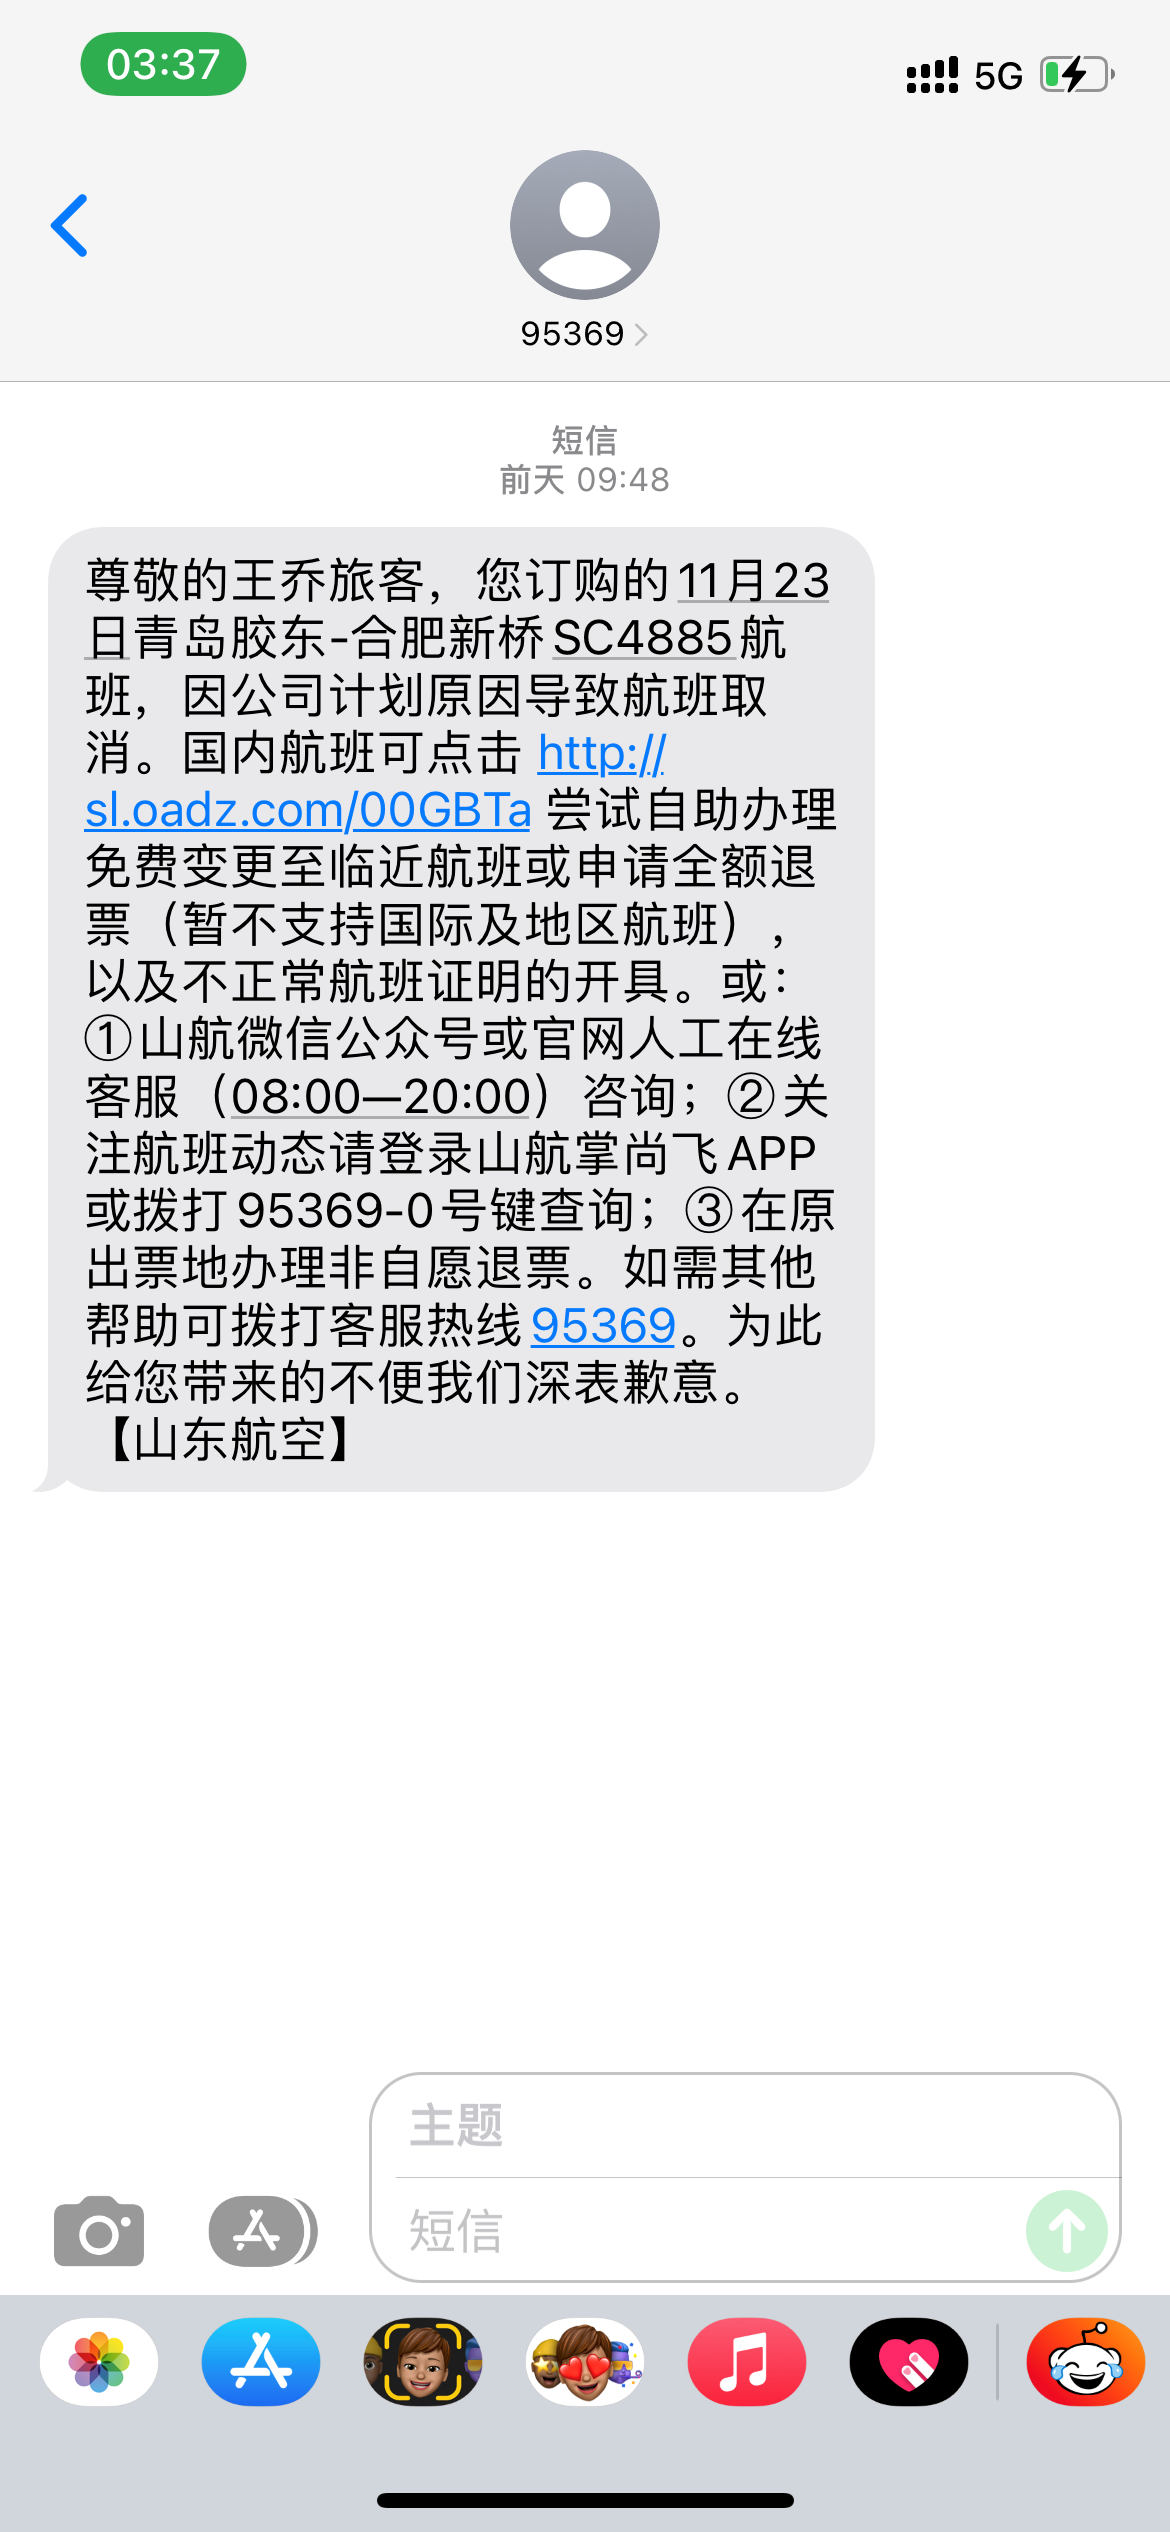 03:37
5G
95369
短信
前天 09:48
尊敬的王乔旅客，您订购的11月23
日青岛胶东-合肥新桥SC4885航
班，因公司计划原因导致航班取
消。国内航班可点击 http://
sl.oadz.com/00GBTa 尝试自助办理
免费变更至临近航班或申请全额退
票（暂不支持国际及地区航班），
以及不正常航班证明的开具。或：
①山航微信公众号或官网人工在线
客服（08:00—20:00）咨询；②关
注航班动态请登录山航掌尚飞APP
或拨打95369-0号键查询；③在原
出票地办理非自愿退票。如需其他
帮助可拨打客服热线95369。为此
给您带来的不便我们深表歉意。
【山东航空】
主题
短信